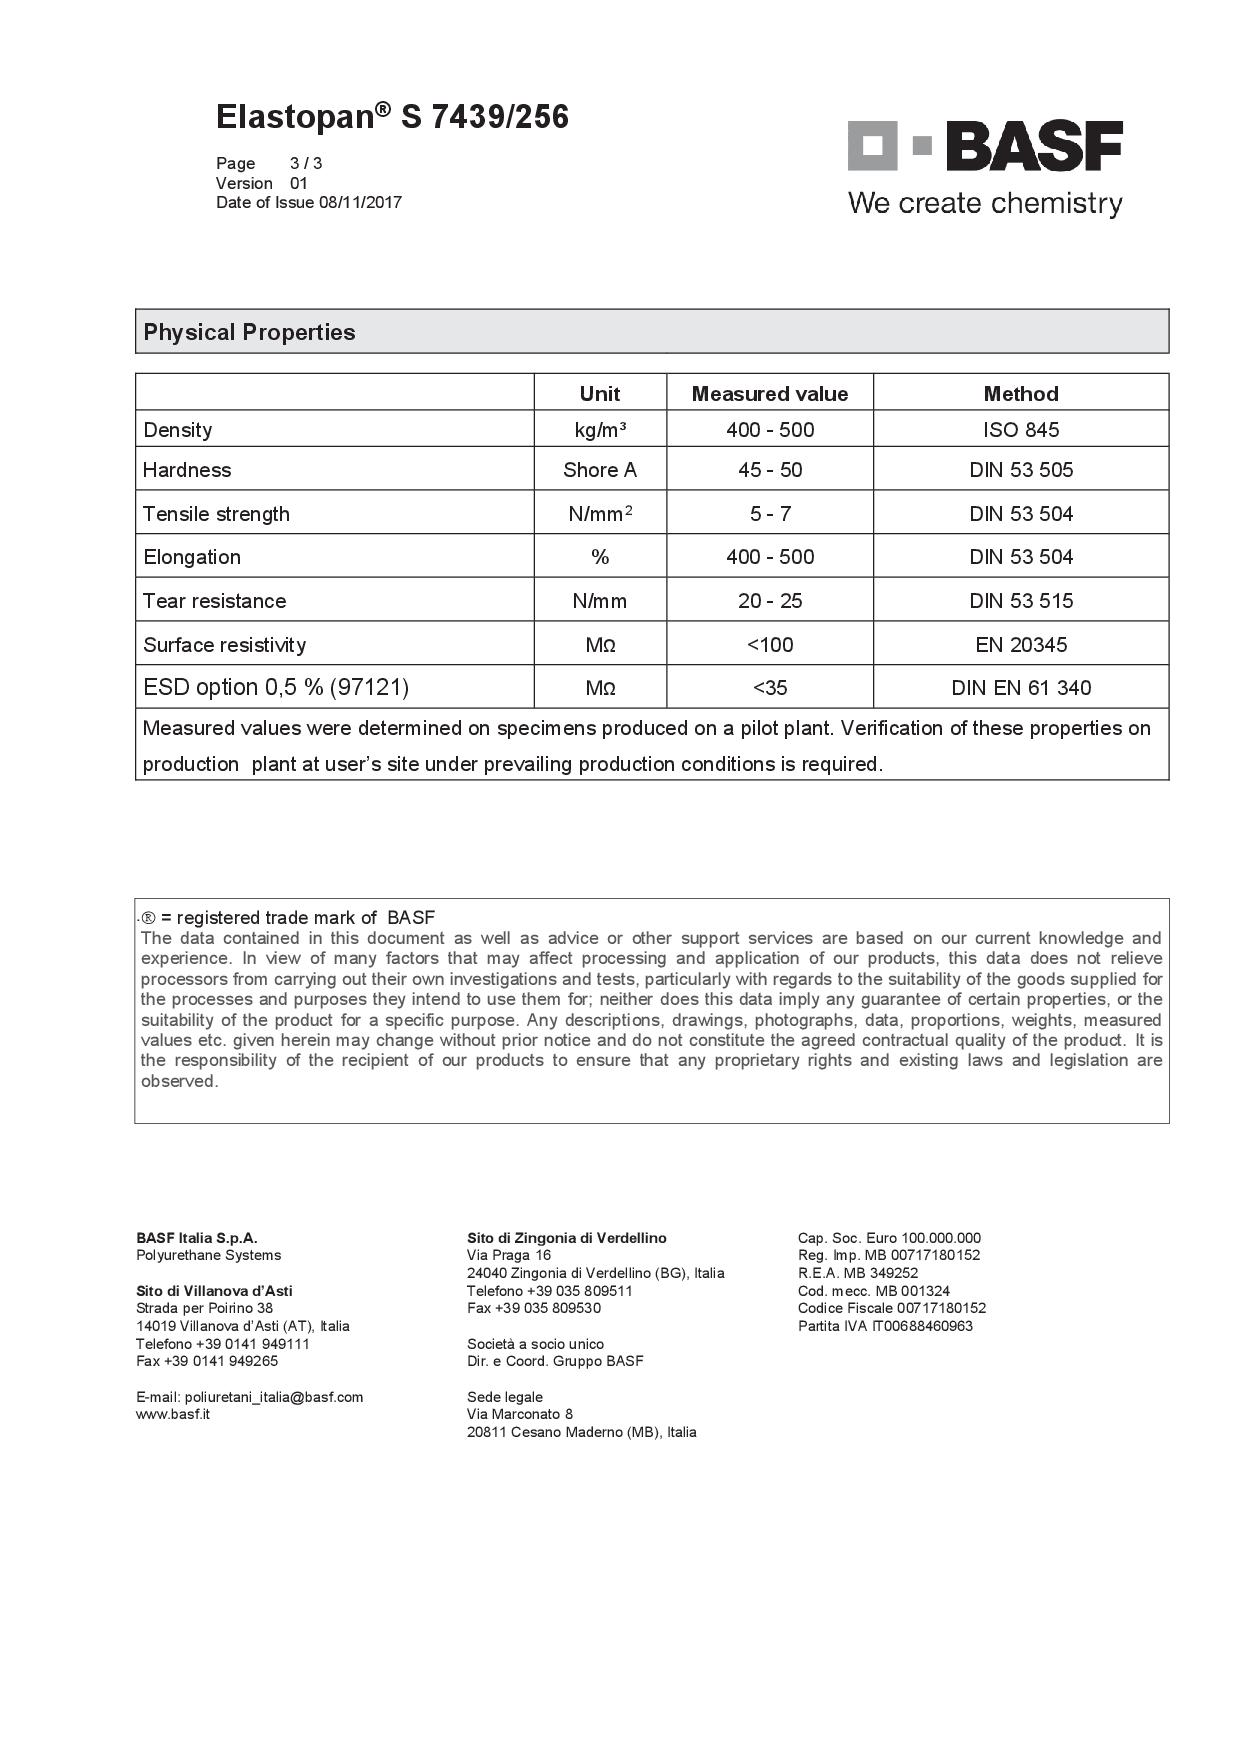 Elastopan® S 7439/256
Page 3 / 3
Version 01
Date of Issue 08/11/2017
BASF
We create chemistry
Physical Properties
Unit Measured value Method
Density kg/m³ 400 - 500 ISO 845
Hardness Shore A 45 - 50 DIN 53 505
Tensile strength N/mm² 5 - 7 DIN 53 504
Elongation % 400 - 500 DIN 53 504
Tear resistance N/mm 20 - 25 DIN 53 515
Surface resistivity MΩ <100 EN 20345
ESD option 0,5 % (97121) MΩ <35 DIN EN 61 340
Measured values were determined on specimens produced on a pilot plant. Verification of these properties on
production plant at user's site under prevailing production conditions is required.
.® = registered trade mark of BASF
The data contained in this document as well as advice or other support services are based on our current knowledge and
experience. In view of many factors that may affect processing and application of our products, this data does not relieve
processors from carrying out their own investigations and tests, particularly with regards to the suitability of the goods supplied for
the processes and purposes they intend to use them for; neither does this data imply any guarantee of certain properties, or the
suitability of the product for a specific purpose. Any descriptions, drawings, photographs, data, proportions, weights, measured
values etc. given herein may change without prior notice and do not constitute the agreed contractual quality of the product. It is
the responsibility of the recipient of our products to ensure that any proprietary rights and existing laws and legislation are
observed.
BASF Italia S.p.A.
Polyurethane Systems
Sito di Villanova d'Asti
Strada per Poirino 38
14019 Villanova d'Asti (AT), Italia
Telefono +39 0141 949111
Fax +39 0141 949265
E-mail: poliuretani_italia@basf.com
www.basf.it
Sito di Zingonia di Verdellino
Via Praga 16
24040 Zingonia di Verdellino (BG), Italia
Telefono +39 035 809511
Fax +39 035 809530
Società a socio unico
Dir. e Coord. Gruppo BASF
Sede legale
Via Marconato 8
20811 Cesano Maderno (MB), Italia
Cap. Soc. Euro 100.000.000
Reg. Imp. MB 00717180152
R.E.A. MB 349252
Cod. mecc. MB 001324
Codice Fiscale 00717180152
Partita IVA IT00688460963